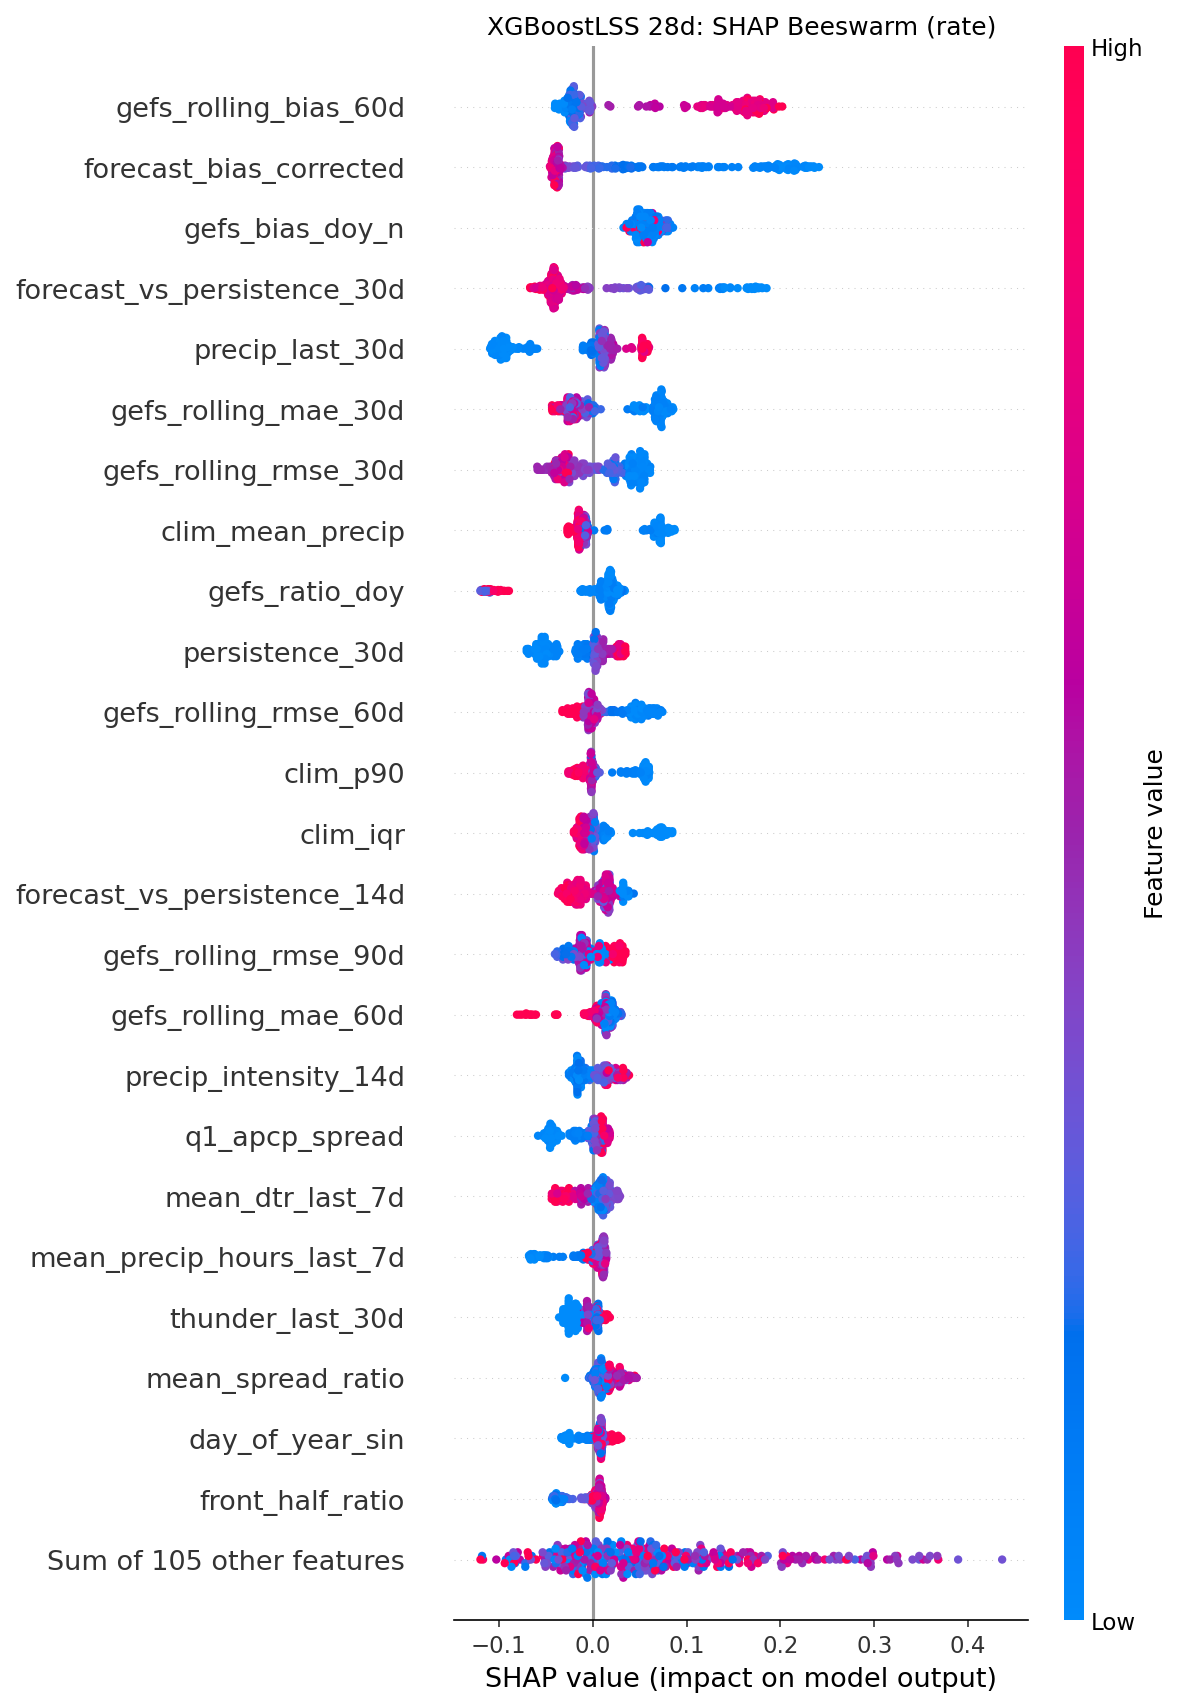 XGBoostLSS 28d: SHAP Beeswarm (rate)
High
gefs_rolling_bias_60d
forecast_bias_corrected
gefs_bias_doy_n
forecast_vs_persistence_30d
precip_last_30d
gefs_rolling_mae_30d
gefs_rolling_rmse_30d
clim_mean_precip
gefs_ratio_doy
persistence_30d
gefs_rolling_rmse_60d
clim_p90
clim_iqr
forecast_vs_persistence_14d
gefs_rolling_rmse_90d
gefs_rolling_mae_60d
precip_intensity_14d
q1_apcp_spread
mean_dtr_last_7d
mean_precip_hours_last_7d
thunder_last_30d
mean_spread_ratio
day_of_year_sin
front_half_ratio
Sum of 105 other features
Feature value
Low
−0.1 0.0 0.1 0.2 0.3 0.4
SHAP value (impact on model output)